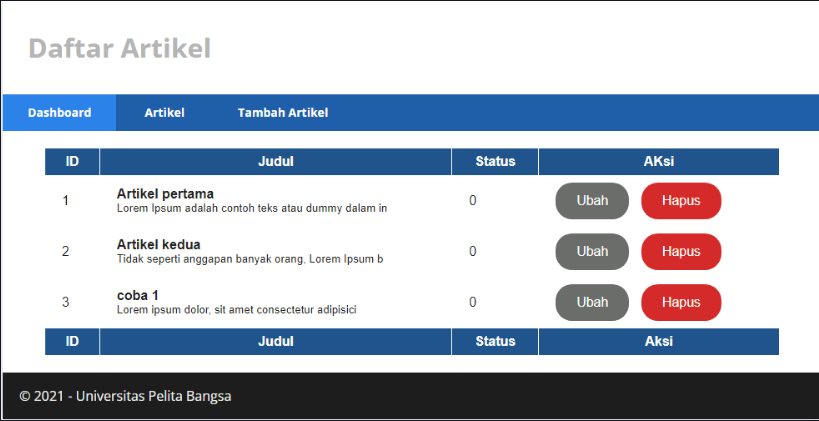 Daftar Artikel
Dashboard Artikel Tambah Artikel
ID Judul Status AKsi
1 Artikel pertama 0 Ubah Hapus
Lorem Ipsum adalah contoh teks atau dummy dalam in
2 Artikel kedua 0 Ubah Hapus
Tidak seperti anggapan banyak orang, Lorem Ipsum b
3 coba 1 0 Ubah Hapus
Lorem ipsum dolor, sit amet consectetur adipisici
ID Judul Status Aksi
© 2021 - Universitas Pelita Bangsa